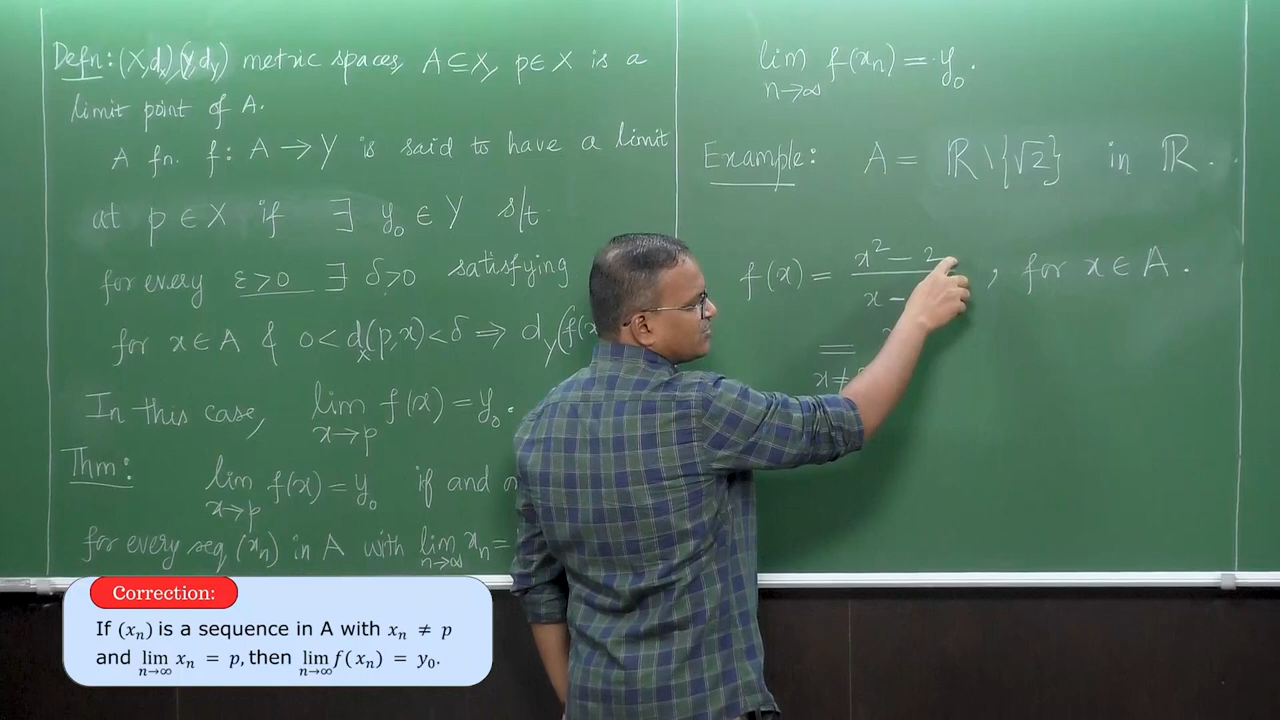 Defn: (X,dₓ), (Y,d_y) metric spaces, A ⊆ X, p ∈ X is a
limit point of A.
A fn. f: A → Y is said to have a limit
at p ∈ X if ∃ y₀ ∈ Y s/t
for every ε>0 ∃ δ>0 satisfying
for x ∈ A & 0 < dₓ(p,x) < δ ⇒ d_y(f(x
In this case, lim x→p f(x) = y₀.
Thm: lim x→p f(x) = y₀ if and
for every seq (xₙ) in A with lim n→∞ xₙ =
lim n→∞ f(xₙ) = y₀.
Example: A = ℝ \ {√2} in ℝ.
f(x) = x² − 2 / x − , for x ∈ A.
=
x ≠
Correction:
If (xₙ) is a sequence in A with xₙ ≠ p
and lim n→∞ xₙ = p, then lim n→∞ f(xₙ) = y₀.